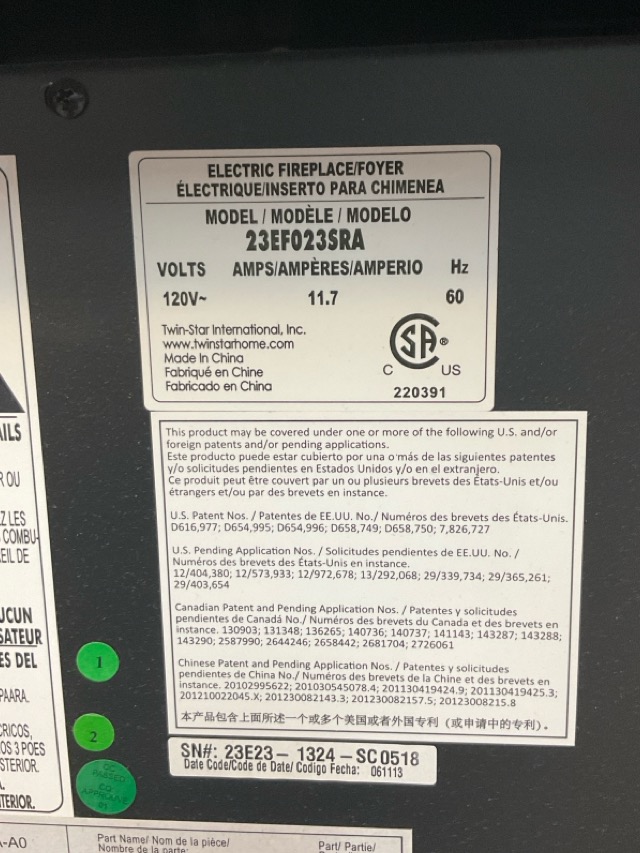 ELECTRIC FIREPLACE/FOYER
ÉLECTRIQUE/INSERTO PARA CHIMENEA
MODEL / MODÈLE / MODELO
23EF023SRA
VOLTS AMPS/AMPÈRES/AMPERIO Hz
120V~ 11.7 60
Twin-Star International, Inc.
www.twinstarhome.com
Made In China
Fabriqué en Chine
Fabricado en China
SA®
C US
220391
This product may be covered under one or more of the following U.S. and/or
foreign patents and/or pending applications.
Este producto puede estar cubierto por una o más de las siguientes patentes
y/o solicitudes pendientes en Estados Unidos y/o en el extranjero.
Ce produit peut être couvert par un ou plusieurs brevets des États-Unis et/ou
étrangers et/ou par des brevets en instance.
U.S. Patent Nos. / Patentes de EE.UU. No./ Numéros des brevets des États-Unis.
D616,977; D654,995; D654,996; D658,749; D658,750; 7,826,727
U.S. Pending Application Nos. / Solicitudes pendientes de EE.UU. No. /
Numéros des brevets des États-Unis en instance.
12/404,380; 12/573,933; 12/972,678; 13/292,068; 29/339,734; 29/365,261;
29/403,654
Canadian Patent and Pending Application Nos. / Patentes y solicitudes
pendientes de Canadá No./ Numéros des brevets du Canada et des brevets en
instance. 130903; 131348; 136265; 140736; 140737; 141143; 143287; 143288;
143290; 2587990; 2644246; 2658442; 2681704; 2726061
Chinese Patent and Pending Application Nos. / Patentes y solicitudes
pendientes de China No./ Numéros des brevets de la Chine et des brevets en
instance. 20102995622; 201030545078.4; 201130419424.9; 201130419425.3;
201210022045.X; 201230082143.3; 201230082157.5; 20123008215.8
本产品包含上面所述一个或多个美国或者外国专利（或申请中的专利）。
SN#: 23E23-1324-SC0518
Date Code/Code de Date/ Codigo Fecha: 061113
AILS
R OU
Z LES
COMBU
EIL DE
UCUN
SATEUR
ES DEL
PAARA.
CRICOS,
OS 3 POES
STERIOR.
TERIOR.
1
2
QC
PASSED
-A0
Part Name/ Nom de la pièce/
Nombre de la parte:
Part/ Partie/